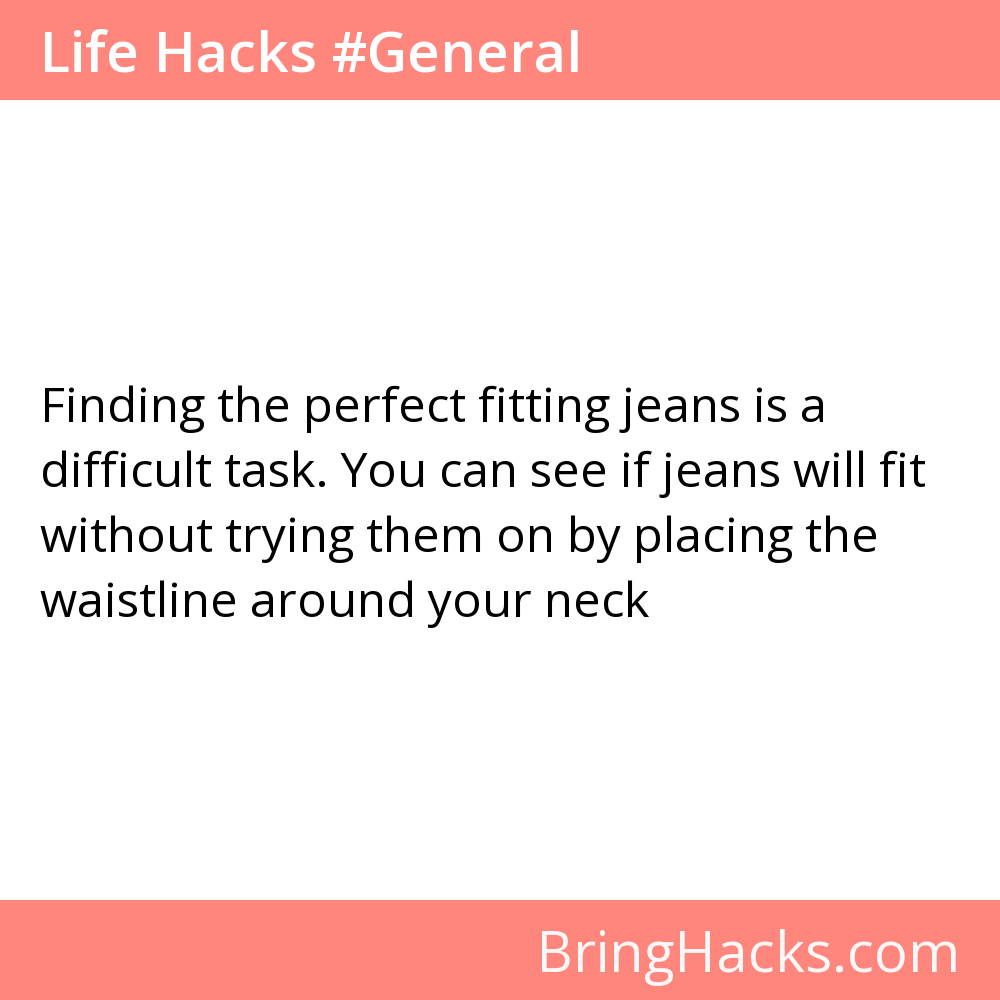 Life Hacks #General
Finding the perfect fitting jeans is a
difficult task. You can see if jeans will fit
without trying them on by placing the
waistline around your neck
BringHacks.com